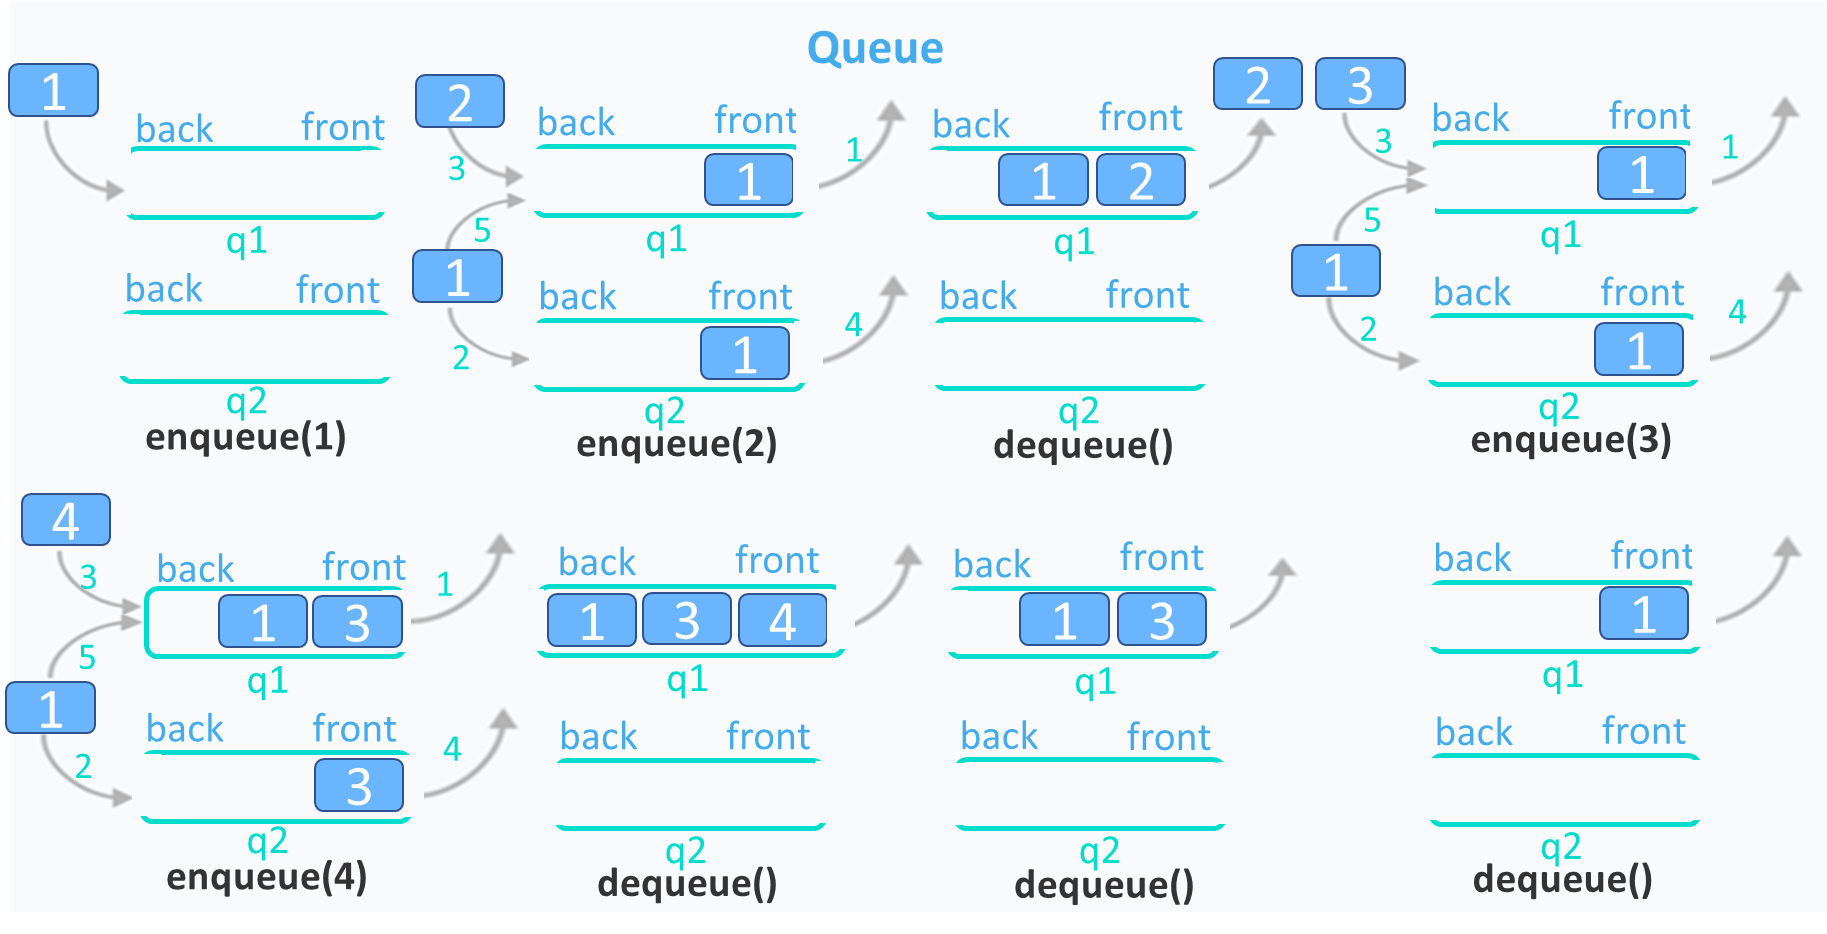 Queue
1
back front
q1
back front
q2
enqueue(1)
2
3
back front
1
1
q1
5
1
2
back front
1
4
q2
enqueue(2)
back front
1 2
2
q1
back front
q2
dequeue()
3
3
back front
1
1
q1
5
1
2
back front
1
4
q2
enqueue(3)
4
3
back front
1 3
1
q1
5
1
2
back front
3
4
q2
enqueue(4)
back front
1 3 4
q1
back front
q2
dequeue()
back front
1 3
q1
back front
q2
dequeue()
back front
1
q1
back front
q2
dequeue()